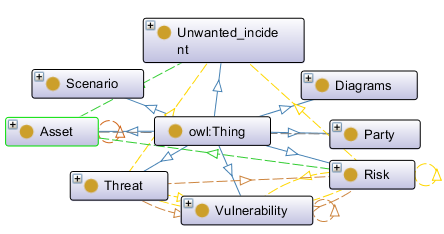 Unwanted_incide
nt
Scenario
Diagrams
Asset
owl:Thing
Party
Risk
Threat
Vulnerability